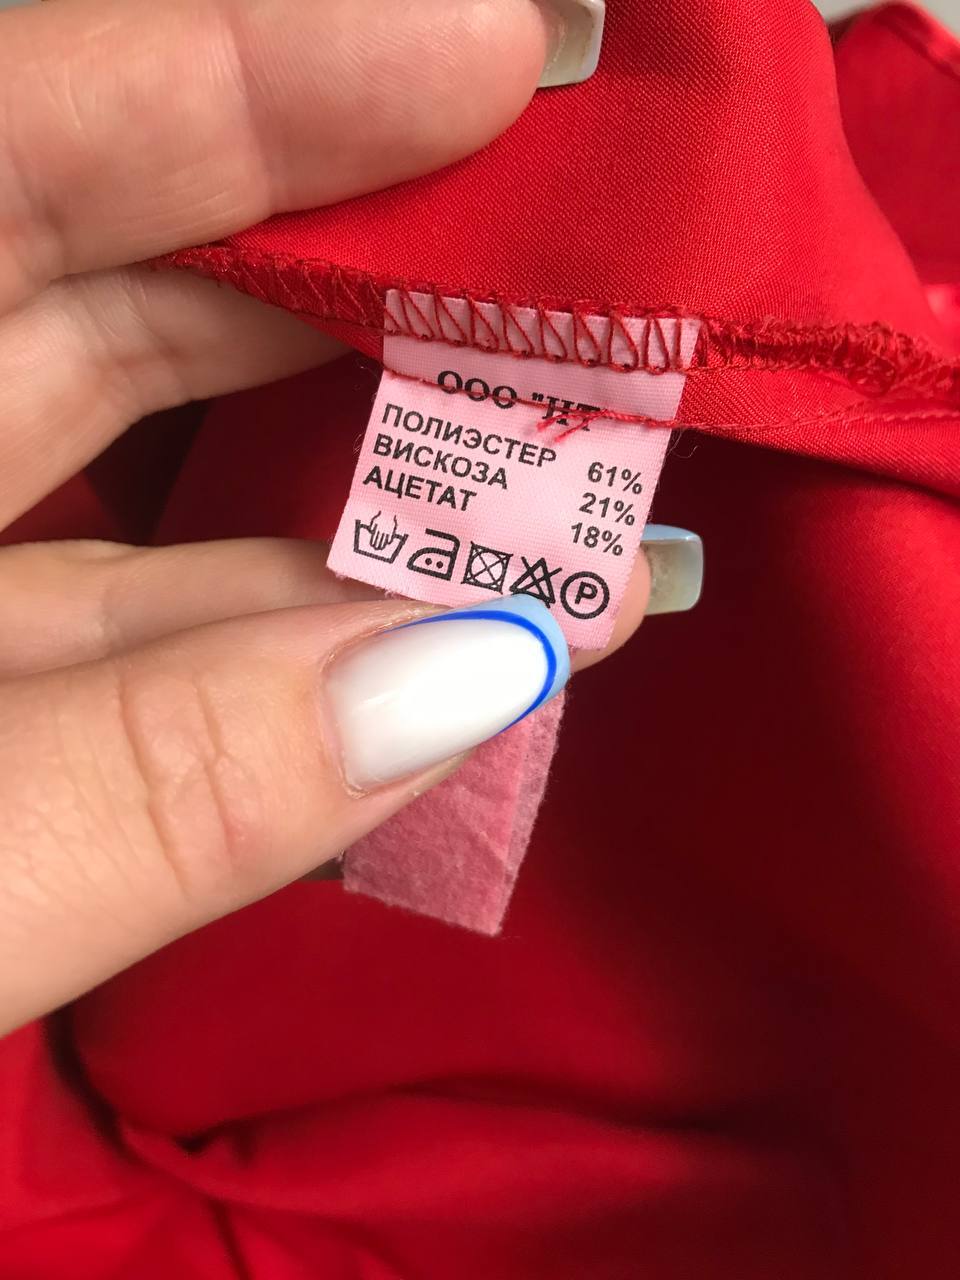 ООО
ПОЛИЭСТЕР 61%
ВИСКОЗА 21%
АЦЕТАТ 18%
P